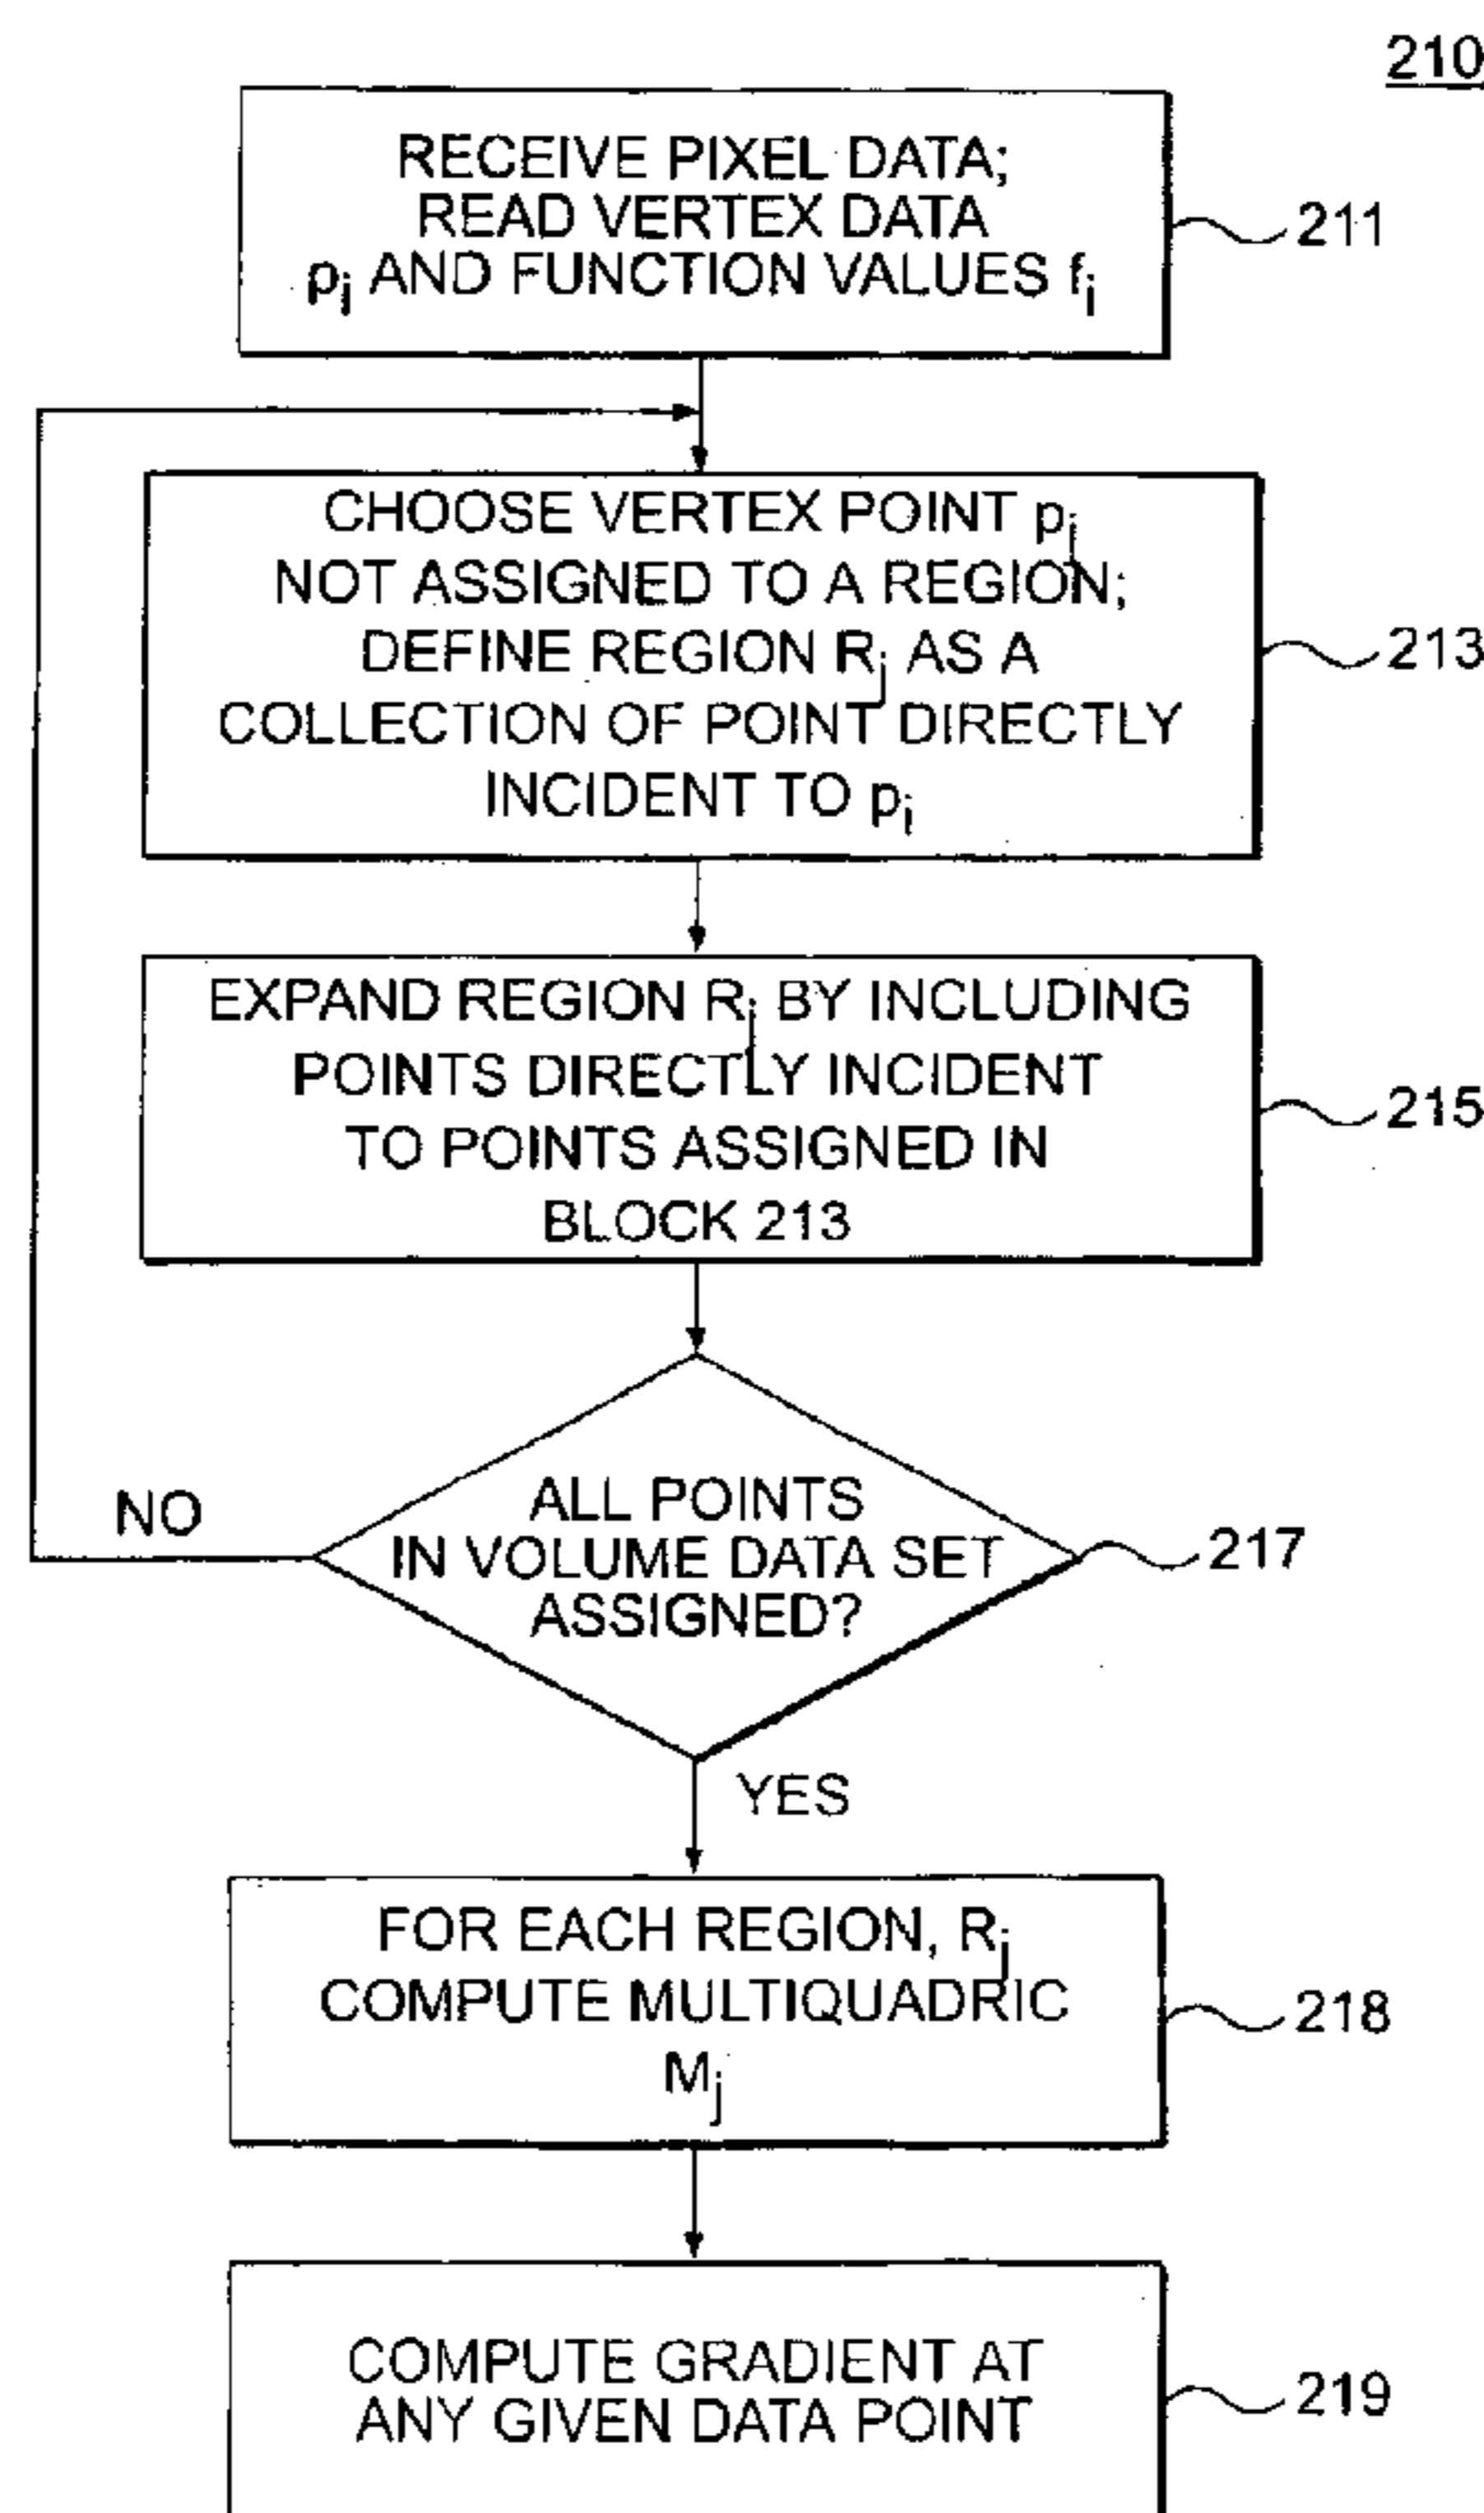 210
RECEIVE PIXEL DATA;
READ VERTEX DATA
pi AND FUNCTION VALUES fi
211
CHOOSE VERTEX POINT pi
NOT ASSIGNED TO A REGION;
DEFINE REGION Rj AS A
COLLECTION OF POINT DIRECTLY
INCIDENT TO pi
213
EXPAND REGION Rj BY INCLUDING
POINTS DIRECTLY INCIDENT
TO POINTS ASSIGNED IN
BLOCK 213
215
ALL POINTS
IN VOLUME DATA SET
ASSIGNED?
217
NO
YES
FOR EACH REGION, Rj
COMPUTE MULTIQUADRIC
Mj
218
COMPUTE GRADIENT AT
ANY GIVEN DATA POINT
219